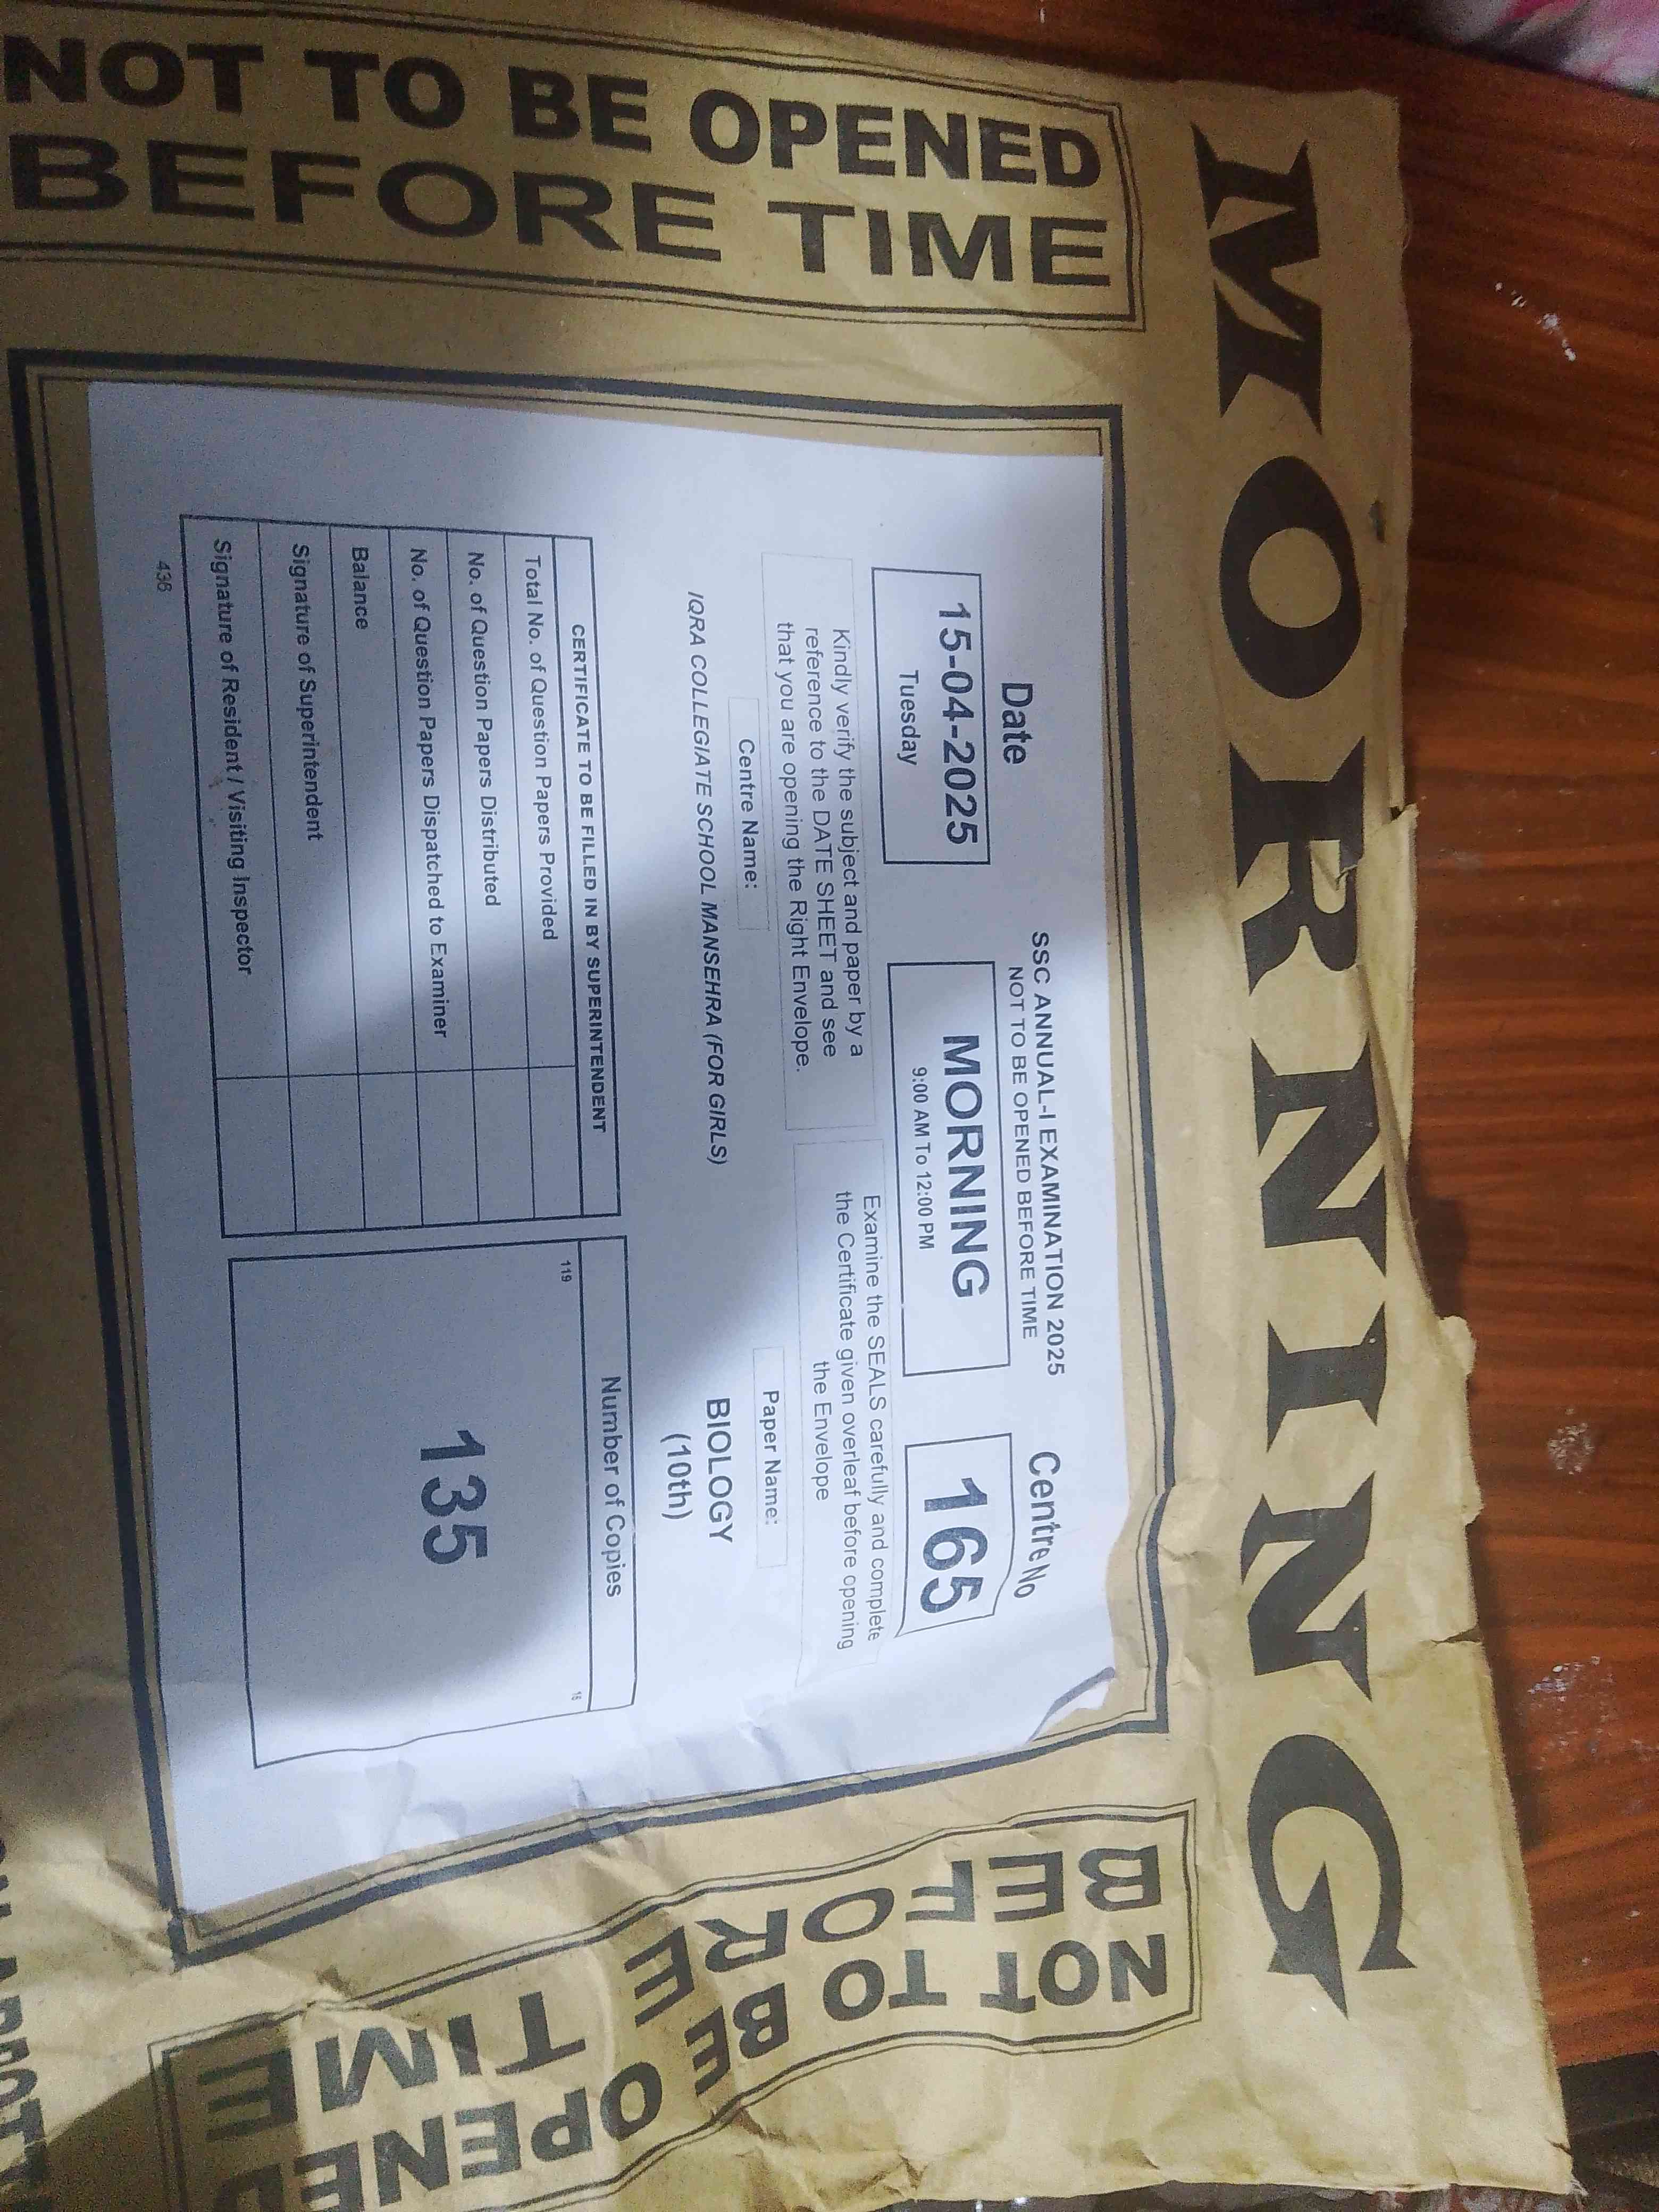 MORNING
NOT TO BE OPENED
BEFORE TIME
SSC ANNUAL-I EXAMINATION 2025
NOT TO BE OPENED BEFORE TIME
Date
15-04-2025
Tuesday
MORNING
9:00 AM To 12:00 PM
Centre No
165
Kindly verify the subject and paper by a
reference to the DATE SHEET and see
that you are opening the Right Envelope.
Examine the SEALS carefully and complete
the Certificate given overleaf before opening
the Envelope
Centre Name:
IQRA COLLEGIATE SCHOOL MANSEHRA (FOR GIRLS)
Paper Name:
BIOLOGY
(10th)
CERTIFICATE TO BE FILLED IN BY SUPERINTENDENT
Total No. of Question Papers Provided
No. of Question Papers Distributed
No. of Question Papers Dispatched to Examiner
Balance
Signature of Superintendent
Signature of Resident / Visiting Inspector
436
Number of Copies
119
16
135
NOT TO BE OPENED
BEFORE TIME